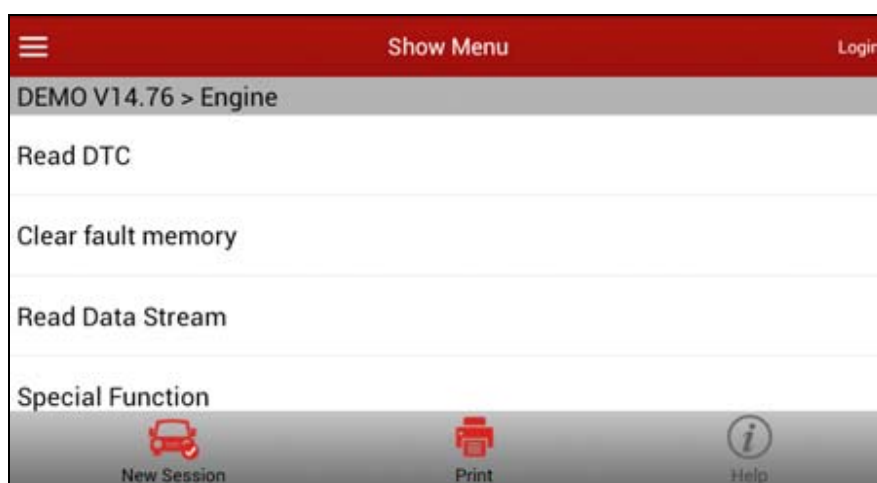 Show Menu
Login
DEMO V14.76 > Engine
Read DTC
Clear fault memory
Read Data Stream
Special Function
New Session
Print
Help